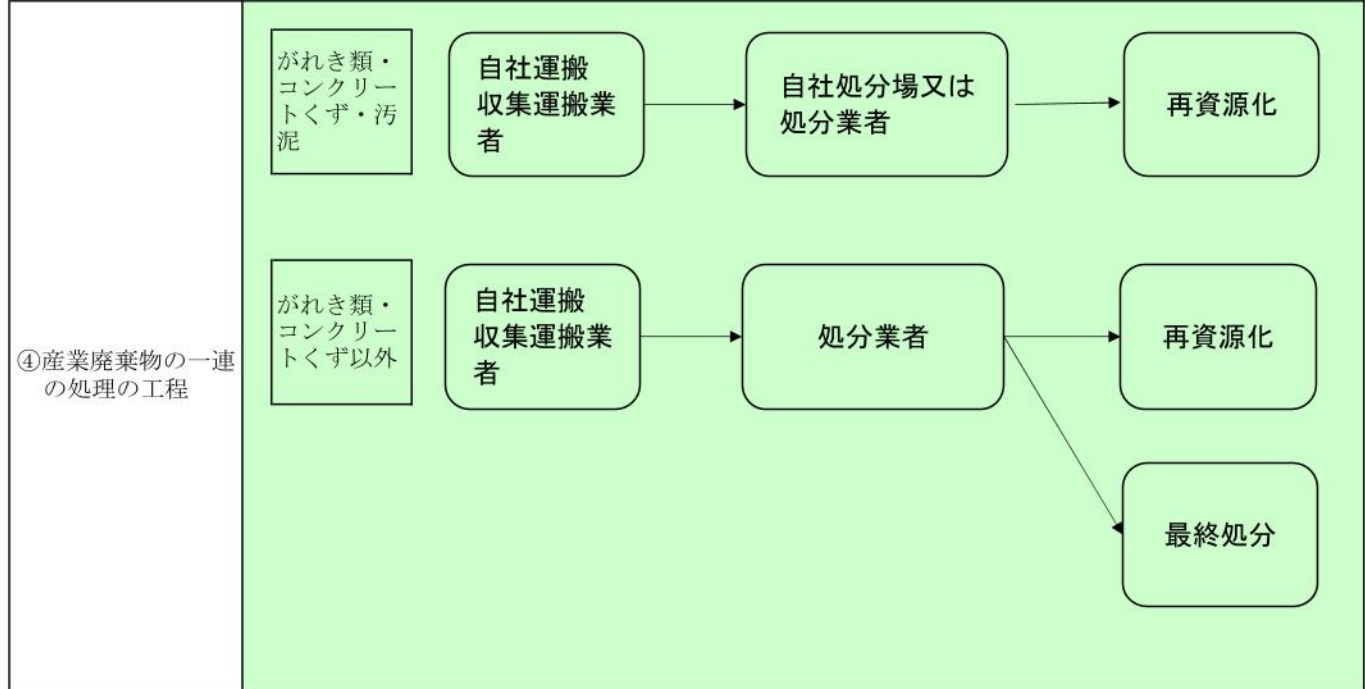 ④産業廃棄物の一連
の処理の工程
がれき類・
コンクリー
トくず・汚
泥
自社運搬
収集運搬業
者
自社処分場又は
処分業者
再資源化
がれき類・
コンクリー
トくず以外
自社運搬
収集運搬業
者
処分業者
再資源化
最終処分